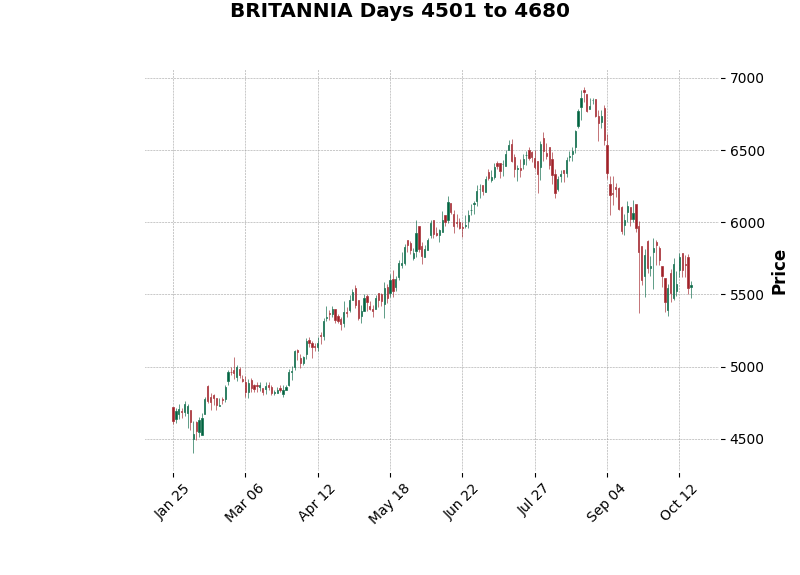 BRITANNIA Days 4501 to 4680
7000
6500
6000
5500
5000
4500
Price
Jan 25
Mar 06
Apr 12
May 18
Jun 22
Jul 27
Sep 04
Oct 12